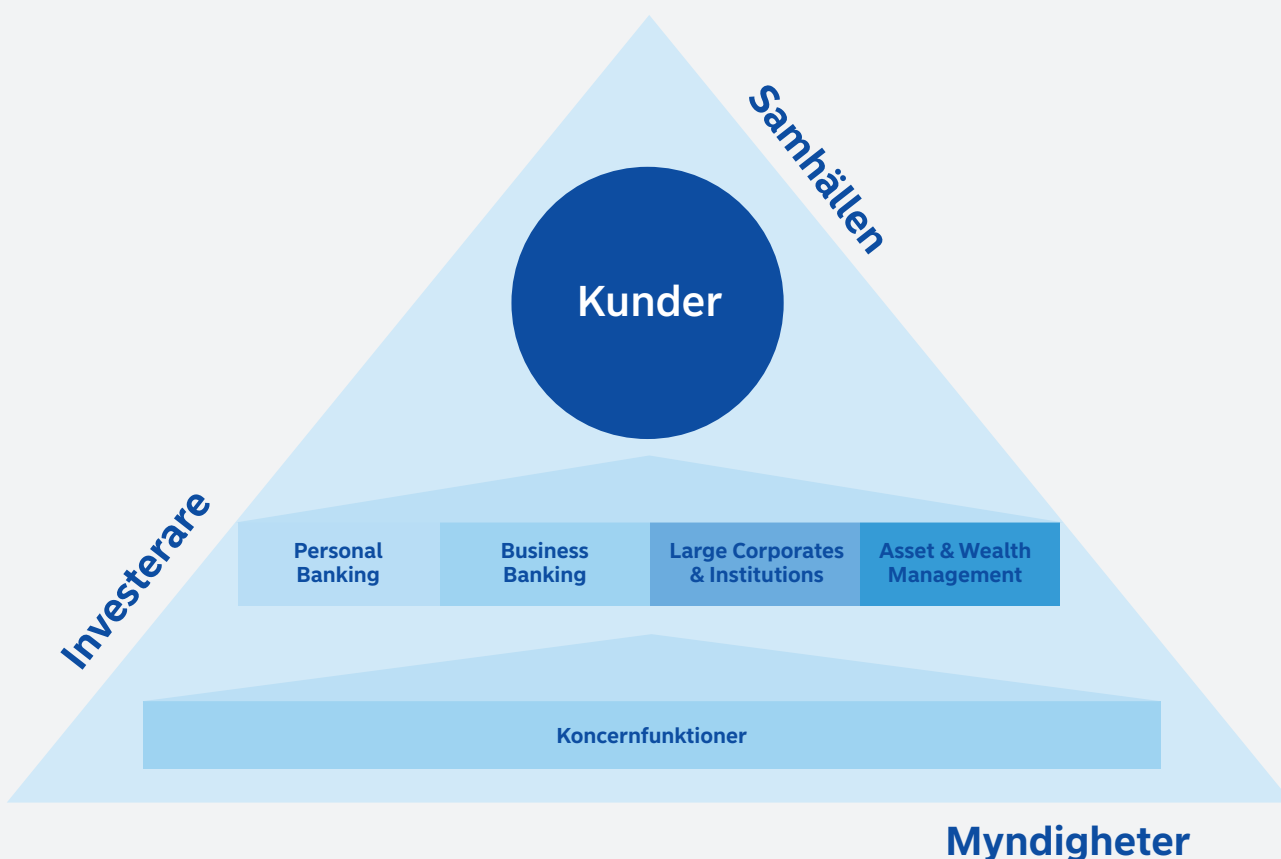 Samhällen
Kunder
Investerare
Personal
Banking
Business
Banking
Large Corporates
& Institutions
Asset & Wealth
Management
Koncernfunktioner
Myndigheter